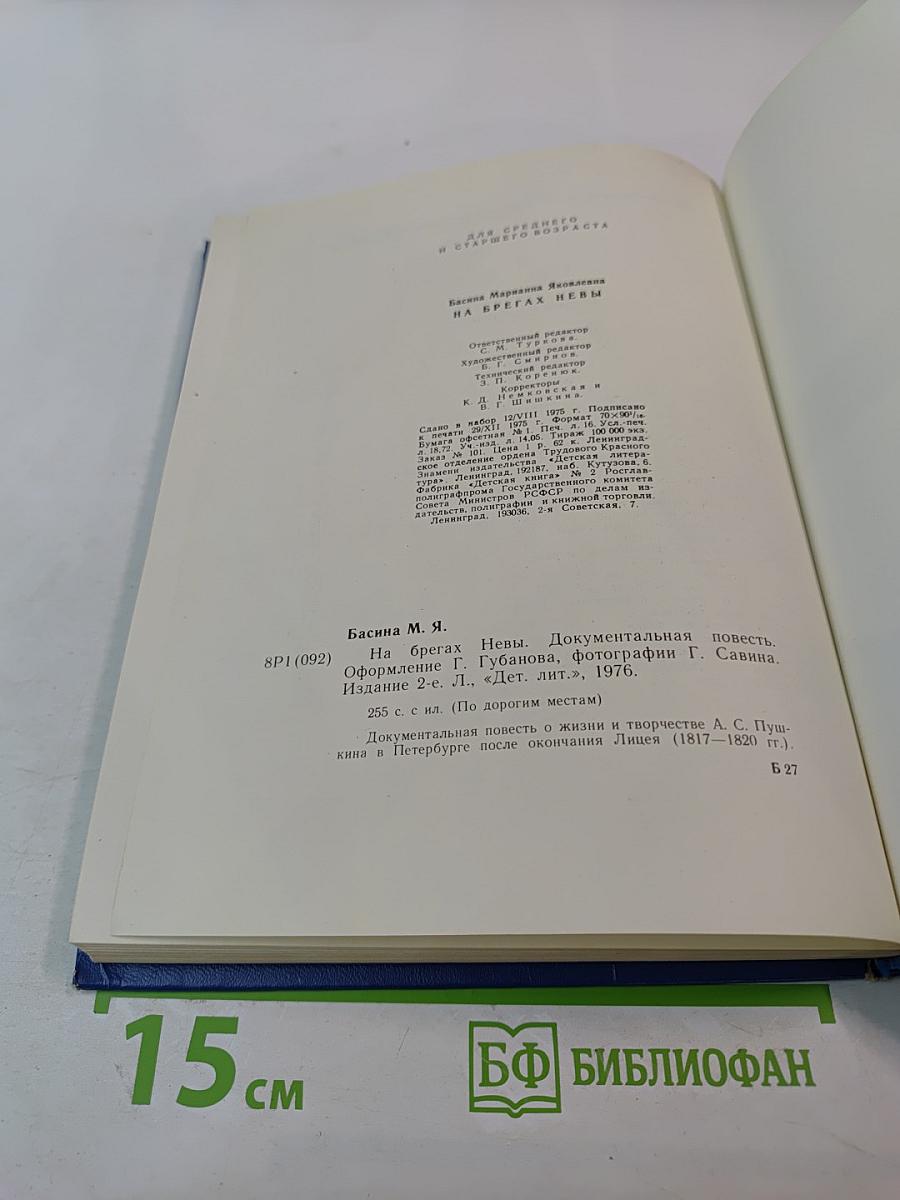 ДЛЯ СРЕДНЕГО
И СТАРШЕГО ВОЗРАСТА
Басина Марианна Яковлевна
НА БРЕГАХ НЕВЫ
Ответственный редактор
С. М. Туркова.
Художественный редактор
Б. Г. Смирнов.
Технический редактор
З. П. Коренюк.
Корректоры
К. Д. Немковская и
В. Г. Шишкина.
Сдано в набор 12/VIII 1975 г. Подписано
к печати 29/XII 1975 г. Формат 70×90¹/₁₆.
Бумага офсетная № 1. Печ. л. 16. Усл.-печ.
л. 18,72. Уч.-изд. л. 14,05. Тираж 100 000 экз.
Заказ № 101. Цена 1 р. 62 к. Ленинград-
ское отделение ордена Трудового Красного
Знамени издательства «Детская литера-
тура». Ленинград, 192187, наб. Кутузова, 6.
Фабрика «Детская книга» № 2 Росглав-
полиграфпрома Государственного комитета
Совета Министров РСФСР по делам из-
дательств, полиграфии и книжной торговли.
Ленинград, 193036, 2-я Советская, 7.
Басина М. Я.
8Р1(092) На брегах Невы. Документальная повесть.
Оформление Г. Губанова, фотографии Г. Савина.
Издание 2-е. Л., «Дет. лит.», 1976.
255 с. с ил. (По дорогим местам)
Документальная повесть о жизни и творчестве А. С. Пуш-
кина в Петербурге после окончания Лицея (1817—1820 гг.).
Б 27
15 см
БФ БИБЛИОФАН